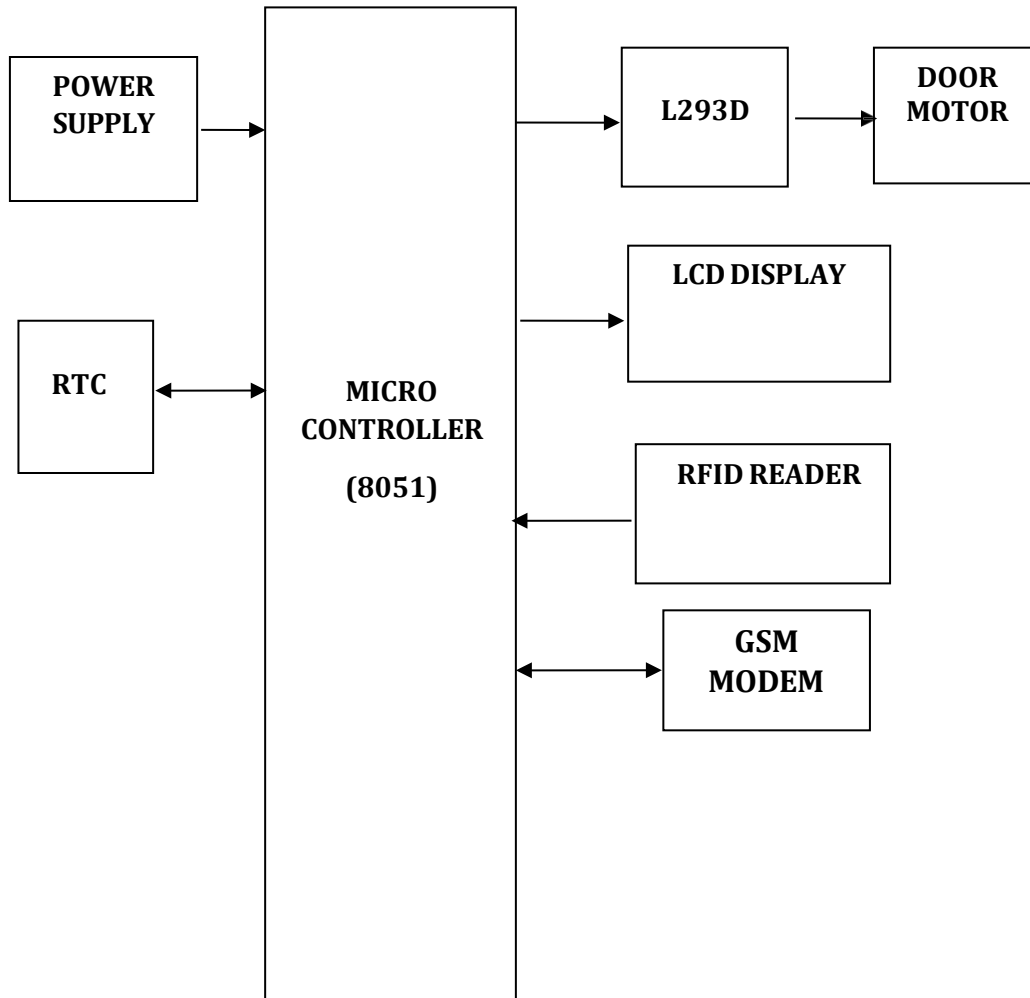 POWER
SUPPLY
RTC
MICRO
CONTROLLER
(8051)
L293D
DOOR
MOTOR
LCD DISPLAY
RFID READER
GSM
MODEM